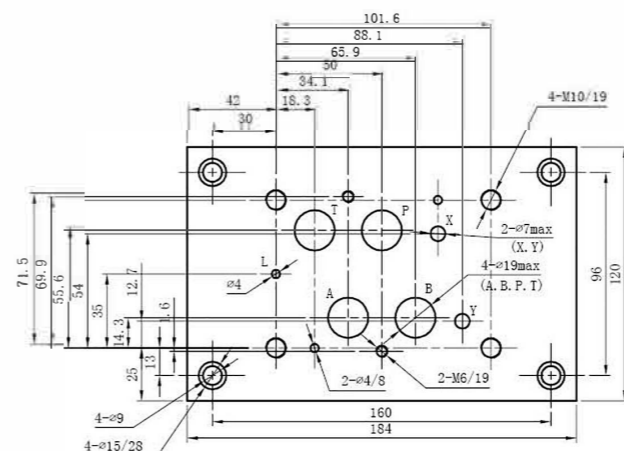 101.6
88.1
65.9
50
34.1
42
18.3
30
4-M10/19
T
P
X
2-⌀7max
(X.Y)
L
⌀4
4-⌀19max
(A.B.P.T)
A
B
Y
71.5
69.9
55.6
54
35
12.7
14.3
1.6
13
25
96
120
2-⌀4/8
2-M6/19
4-⌀9
4-⌀15/28
160
184